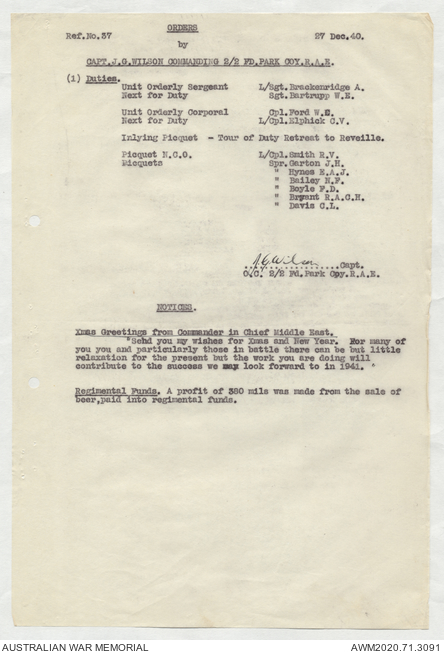 ORDERS
Ref.No.37 27 Dec.40.
by
CAPT.J.G.WILSON COMMANDING 2/2 FD.PARK COY.R.A.E.
(1) Duties.
Unit Orderly Sergeant L/Sgt.Brackenridge A.
Next for Duty Sgt.Bartrupp W.E.
Unit Orderly Corporal Cpl.Ford W.E.
Next for Duty L/Cpl.Elphick C.V.
Inlying Picquet - Tour of Duty Retreat to Reveille.
Picquet N.C.O. L/Cpl.Smith R.V.
Picquets Spr.Garton J.H.
" Hynes E.A.J.
" Bailey N.F.
" Boyle F.D.
" Bryant R.A.C.H.
" Davis C.L.
J.G.Wilson Capt.
O.C. 2/2 Fd.Park Coy.R.A.E.
NOTICES.
Xmas Greetings from Commander in Chief Middle East.
"Send you my wishes for Xmas and New Year. For many of
you you and particularly those in battle there can be but little
relaxation for the present but the work you are doing will
contribute to the success we may look forward to in 1941. "
Regimental Funds. A profit of 380 mils was made from the sale of
beer,paid into regimental funds.
AUSTRALIAN WAR MEMORIAL AWM2020.71.3091